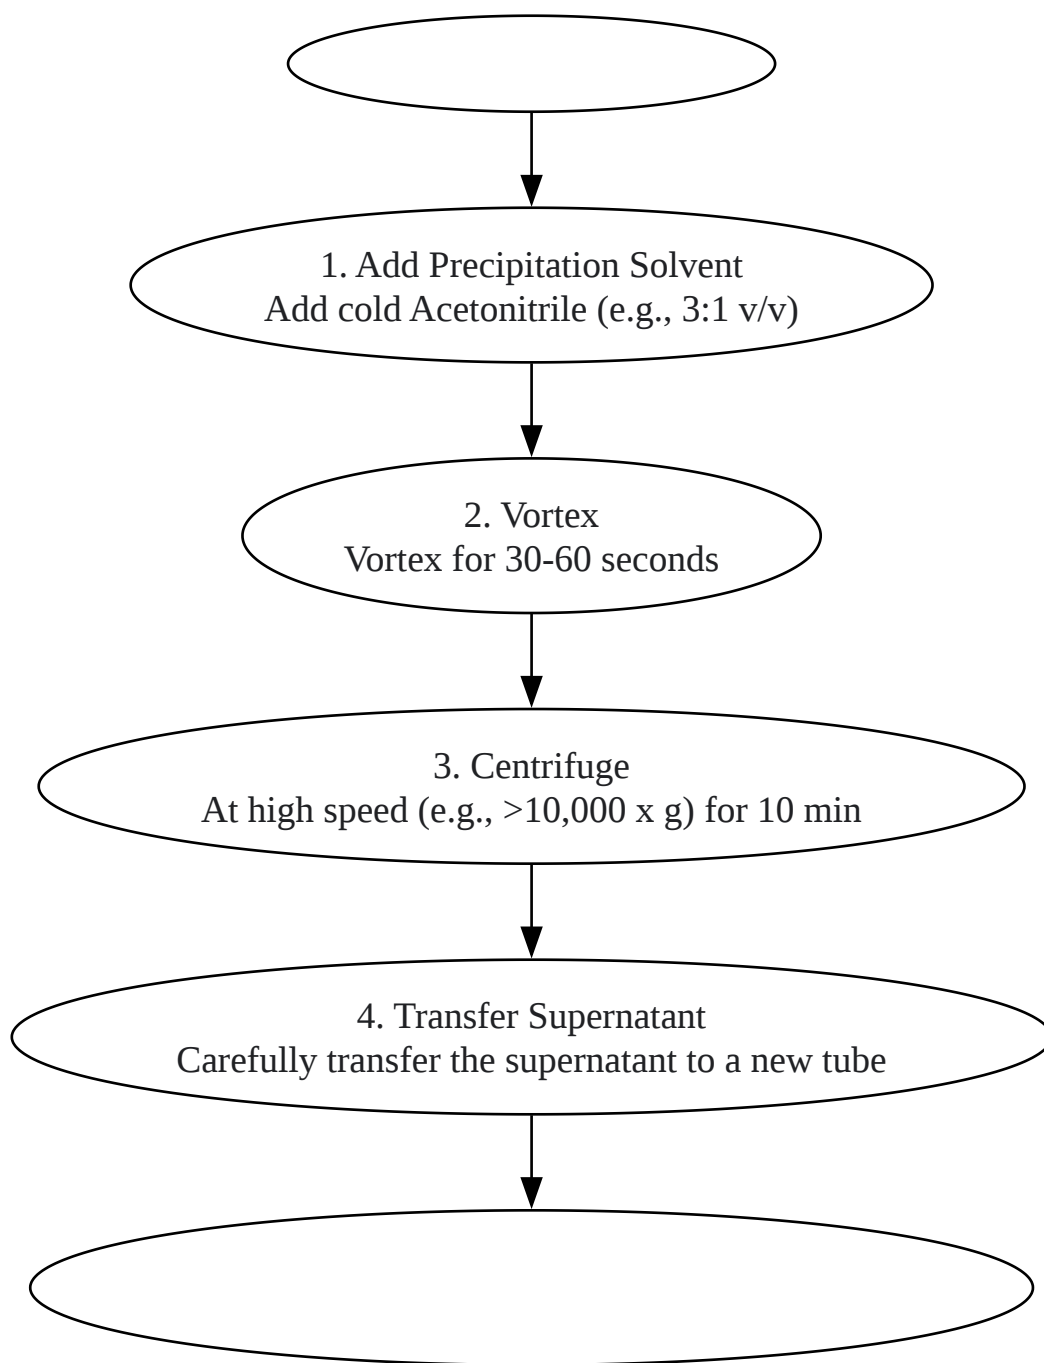 1. Add Precipitation Solvent
Add cold Acetonitrile (e.g., 3:1 v/v)
2. Vortex
Vortex for 30-60 seconds
3. Centrifuge
At high speed (e.g., >10,000 x g) for 10 min
4. Transfer Supernatant
Carefully transfer the supernatant to a new tube